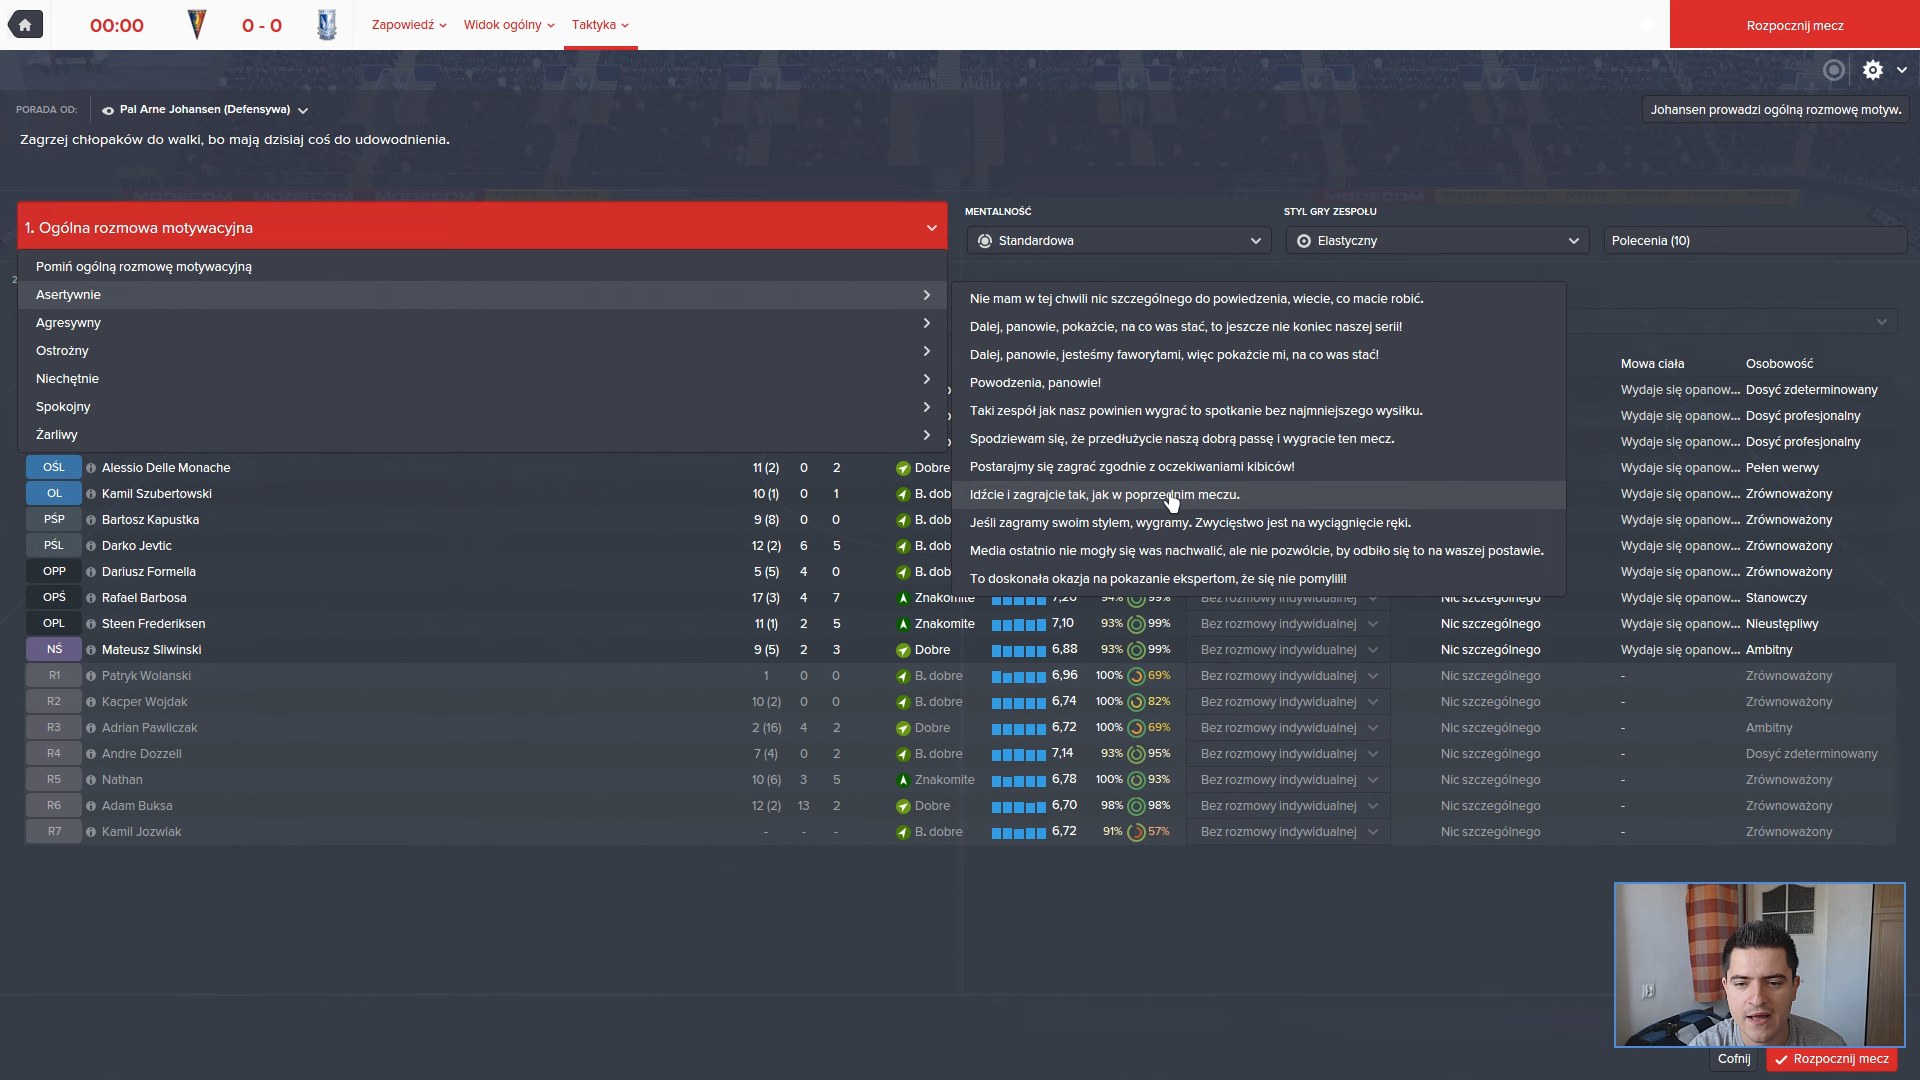 00:00
0 - 0
Zapowiedź
Widok ogólny
Taktyka
Rozpocznij mecz
PORADA OD:
Pal Arne Johansen (Defensywa)
Johansen prowadzi ogólną rozmowę motyw.
Zagrzej chłopaków do walki, bo mają dzisiaj coś do udowodnienia.
MODECOM MODECOM MODECOM
1. Ogólna rozmowa motywacyjna
MENTALNOŚĆ
STYL GRY ZESPOŁU
Standardowa
Elastyczny
Polecenia (10)
Pomiń ogólną rozmowę motywacyjną
Asertywnie
Agresywny
Ostrożny
Niechętnie
Spokojny
Żarliwy
Nie mam w tej chwili nic szczególnego do powiedzenia, wiecie, co macie robić.
Dalej, panowie, pokażcie, na co was stać, to jeszcze nie koniec naszej serii!
Dalej, panowie, jesteśmy faworytami, więc pokażcie mi, na co was stać!
Powodzenia, panowie!
Taki zespół jak nasz powinien wygrać to spotkanie bez najmniejszego wysiłku.
Spodziewam się, że przedłużycie naszą dobrą passę i wygracie ten mecz.
Postarajmy się zagrać zgodnie z oczekiwaniami kibiców!
Idźcie i zagrajcie tak, jak w poprzednim meczu.
Jeśli zagramy swoim stylem, wygramy. Zwycięstwo jest na wyciągnięcie ręki.
Media ostatnio nie mogły się was nachwalić, ale nie pozwólcie, by odbiło się to na waszej postawie.
To doskonała okazja na pokazanie ekspertom, że się nie pomylili!
Mowa ciała Osobowość
Wydaje się opanow... Dosyć zdeterminowany
Wydaje się opanow... Dosyć profesjonalny
Wydaje się opanow... Dosyć profesjonalny
OŚL Alessio Delle Monache 11 (2) 0 2 Dobre Wydaje się opanow... Pełen werwy
OL Kamil Szubertowski 10 (1) 0 1 B. dob Wydaje się opanow... Zrównoważony
PŚP Bartosz Kapustka 9 (8) 0 0 B. dob Wydaje się opanow... Zrównoważony
PŚL Darko Jevtic 12 (2) 6 5 B. dob Wydaje się opanow... Zrównoważony
OPP Dariusz Formella 5 (5) 4 0 B. dob Wydaje się opanow... Zrównoważony
OPŚ Rafael Barbosa 17 (3) 4 7 Znakomite 7,26 94% 99% Bez rozmowy indywidualnej Nic szczególnego Wydaje się opanow... Stanowczy
OPL Steen Frederiksen 11 (1) 2 5 Znakomite 7,10 93% 99% Bez rozmowy indywidualnej Nic szczególnego Wydaje się opanow... Nieustępliwy
NŚ Mateusz Sliwinski 9 (5) 2 3 Dobre 6,88 93% 99% Bez rozmowy indywidualnej Nic szczególnego Wydaje się opanow... Ambitny
R1 Patryk Wolanski 1 0 0 B. dobre 6,96 100% 69% Bez rozmowy indywidualnej Nic szczególnego - Zrównoważony
R2 Kacper Wojdak 10 (2) 0 0 B. dobre 6,74 100% 82% Bez rozmowy indywidualnej Nic szczególnego - Zrównoważony
R3 Adrian Pawliczak 2 (16) 4 2 Dobre 6,72 100% 69% Bez rozmowy indywidualnej Nic szczególnego - Ambitny
R4 Andre Dozzell 7 (4) 0 2 B. dobre 7,14 93% 95% Bez rozmowy indywidualnej Nic szczególnego - Dosyć zdeterminowany
R5 Nathan 10 (6) 3 5 Znakomite 6,78 100% 93% Bez rozmowy indywidualnej Nic szczególnego - Zrównoważony
R6 Adam Buksa 12 (2) 13 2 Dobre 6,70 98% 98% Bez rozmowy indywidualnej Nic szczególnego - Zrównoważony
R7 Kamil Jozwiak - - - B. dobre 6,72 91% 57% Bez rozmowy indywidualnej Nic szczególnego - Zrównoważony
Cofnij
Rozpocznij mecz